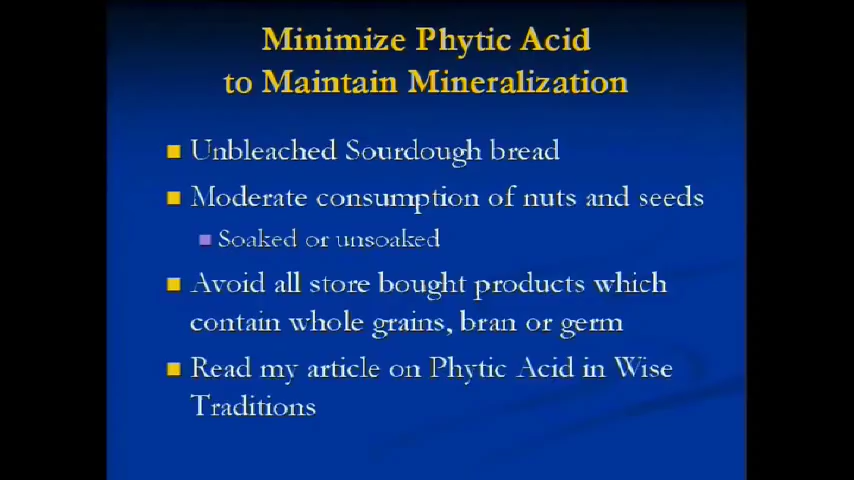 Minimize Phytic Acid
to Maintain Mineralization
Unbleached Sourdough bread
Moderate consumption of nuts and seeds
Soaked or unsoaked
Avoid all store bought products which
contain whole grains, bran or germ
Read my article on Phytic Acid in Wise
Traditions